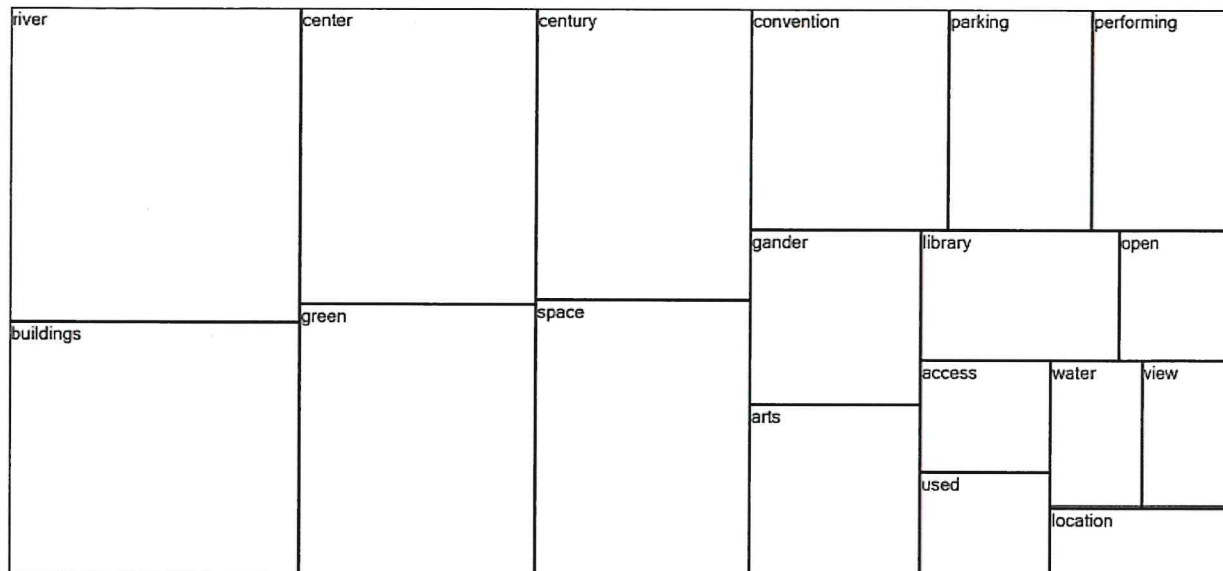 river
center
century
convention
parking
performing
gander
library
open
green
space
buildings
access
water
view
arts
used
location